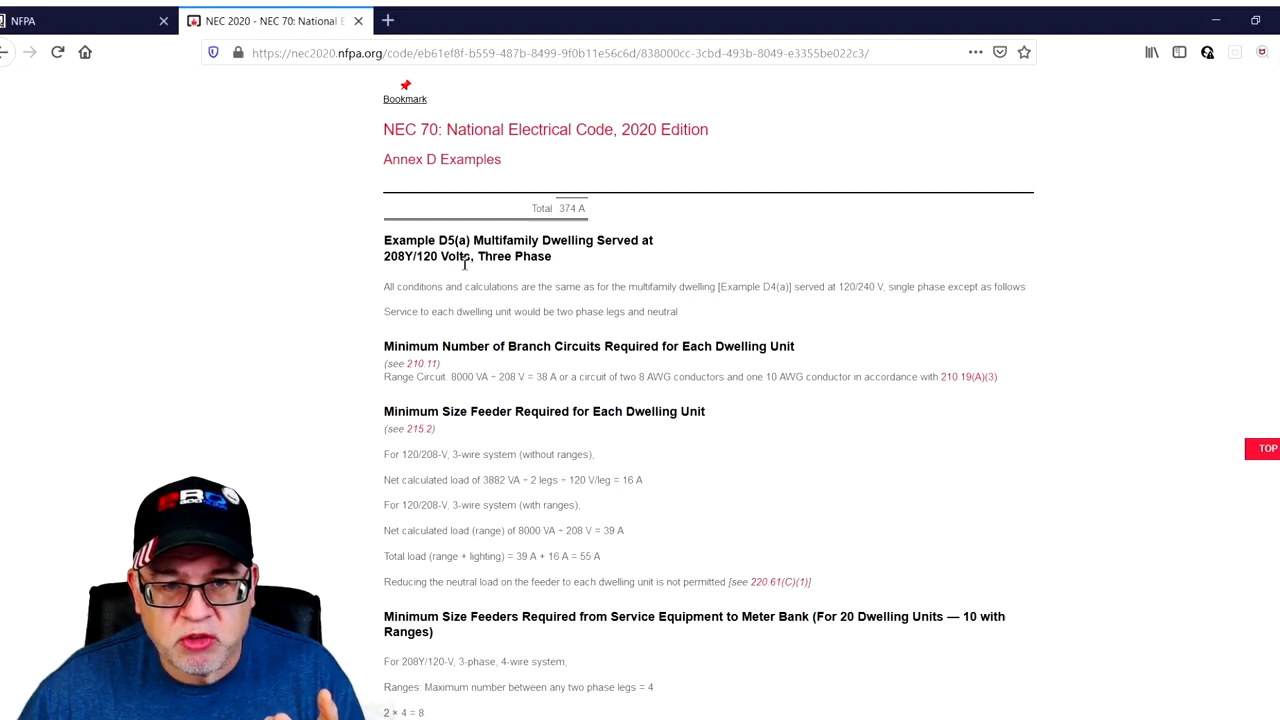 NFPA
NEC 2020 - NEC 70: National E
https://nec2020.nfpa.org/code/eb61ef8f-b559-487b-8499-9f0b11e56c6d/838000cc-3cbd-493b-8049-e3355be022c3/
Bookmark
NEC 70: National Electrical Code, 2020 Edition
Annex D Examples
Total 374 A
Example D5(a) Multifamily Dwelling Served at
208Y/120 Volts, Three Phase
All conditions and calculations are the same as for the multifamily dwelling [Example D4(a)] served at 120/240 V, single phase except as follows:
Service to each dwelling unit would be two phase legs and neutral.
Minimum Number of Branch Circuits Required for Each Dwelling Unit
(see 210.11)
Range Circuit: 8000 VA ÷ 208 V = 38 A or a circuit of two 8 AWG conductors and one 10 AWG conductor in accordance with 210.19(A)(3)
Minimum Size Feeder Required for Each Dwelling Unit
(see 215.2)
For 120/208-V, 3-wire system (without ranges),
Net calculated load of 3882 VA ÷ 2 legs ÷ 120 V/leg = 16 A
For 120/208-V, 3-wire system (with ranges),
Net calculated load (range) of 8000 VA ÷ 208 V = 39 A
Total load (range + lighting) = 39 A + 16 A = 55 A
Reducing the neutral load on the feeder to each dwelling unit is not permitted [see 220.61(C)(1)]
Minimum Size Feeders Required from Service Equipment to Meter Bank (For 20 Dwelling Units — 10 with
Ranges)
For 208Y/120-V, 3-phase, 4-wire system,
Ranges: Maximum number between any two phase legs = 4
2 × 4 = 8
TOP